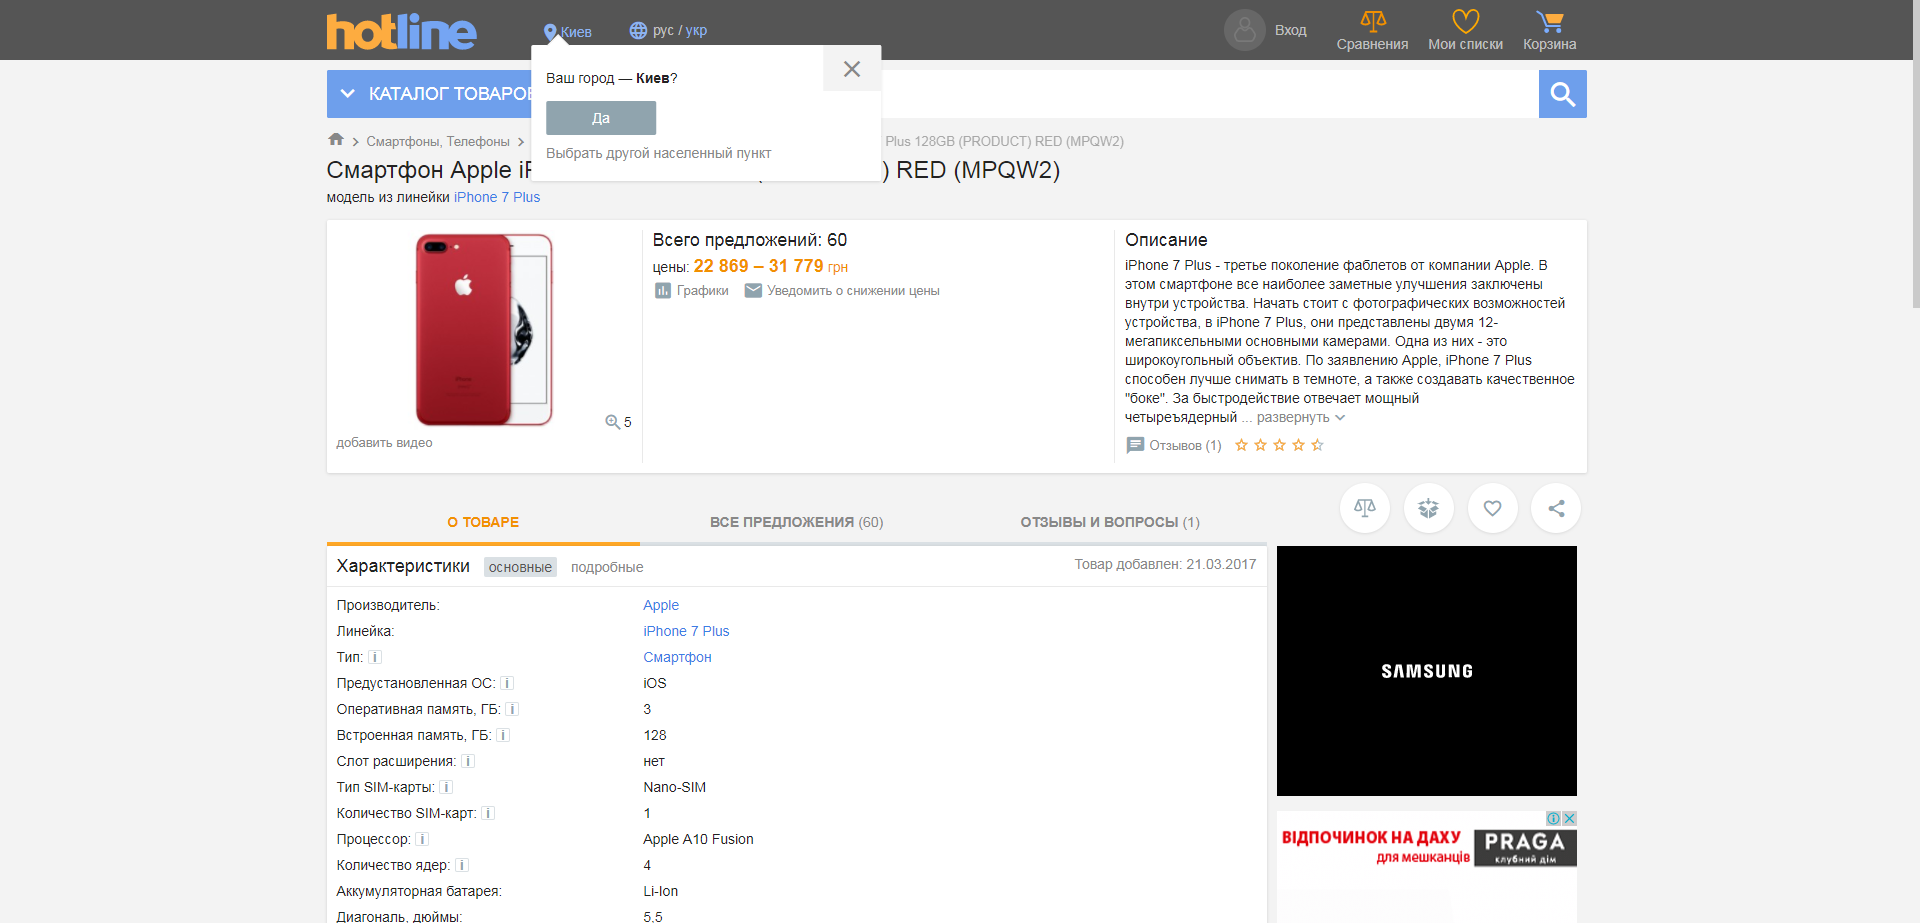 hotline
Киев
рус / укр
Вход
Сравнения
Мои списки
Корзина
Ваш город — Киев?
Да
Выбрать другой населенный пункт
КАТАЛОГ ТОВАРОВ
Смартфоны, Телефоны
Plus 128GB (PRODUCT) RED (MPQW2)
Смартфон Apple iP
) RED (MPQW2)
модель из линейки iPhone 7 Plus
5
добавить видео
Всего предложений: 60
цены: 22 869 – 31 779 грн
Графики
Уведомить о снижении цены
Описание
iPhone 7 Plus - третье поколение фаблетов от компании Apple. В
этом смартфоне все наиболее заметные улучшения заключены
внутри устройства. Начать стоит с фотографических возможностей
устройства, в iPhone 7 Plus, они представлены двумя 12-
мегапиксельными основными камерами. Одна из них - это
широкоугольный объектив. По заявлению Apple, iPhone 7 Plus
способен лучше снимать в темноте, а также создавать качественное
"боке". За быстродействие отвечает мощный
четыреъядерный ... развернуть
Отзывов (1)
О ТОВАРЕ
ВСЕ ПРЕДЛОЖЕНИЯ (60)
ОТЗЫВЫ И ВОПРОСЫ (1)
Характеристики основные подробные
Товар добавлен: 21.03.2017
Производитель: Apple
Линейка: iPhone 7 Plus
Тип: i Смартфон
Предустановленная ОС: i iOS
Оперативная память, ГБ: i 3
Встроенная память, ГБ: i 128
Слот расширения: i нет
Тип SIM-карты: i Nano-SIM
Количество SIM-карт: i 1
Процессор: i Apple A10 Fusion
Количество ядер: i 4
Аккумуляторная батарея: Li-Ion
Диагональ, дюймы: 5,5
SAMSUNG
ВІДПОЧИНОК НА ДАХУ
для мешканців
PRAGA
клубний дім